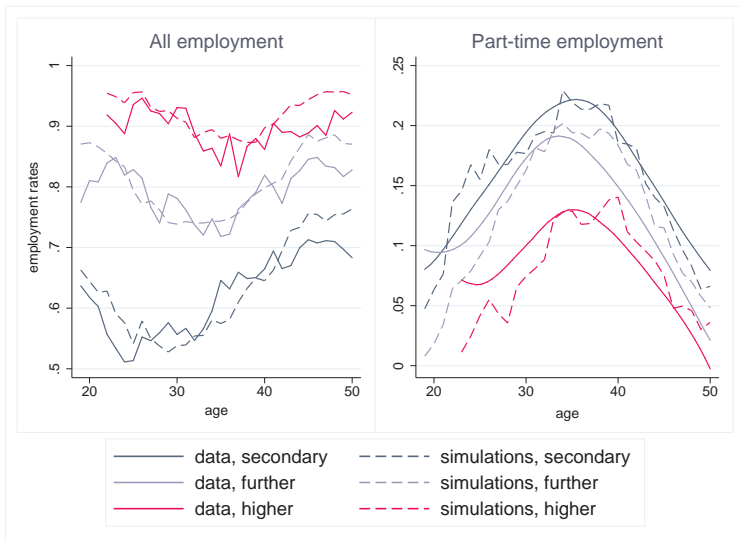 All employment
Part-time employment
employment rates
1
.9
.8
.7
.6
.5
20
30
40
50
age
.25
.2
.15
.1
.05
0
20
30
40
50
age
data, secondary
simulations, secondary
data, further
simulations, further
data, higher
simulations, higher